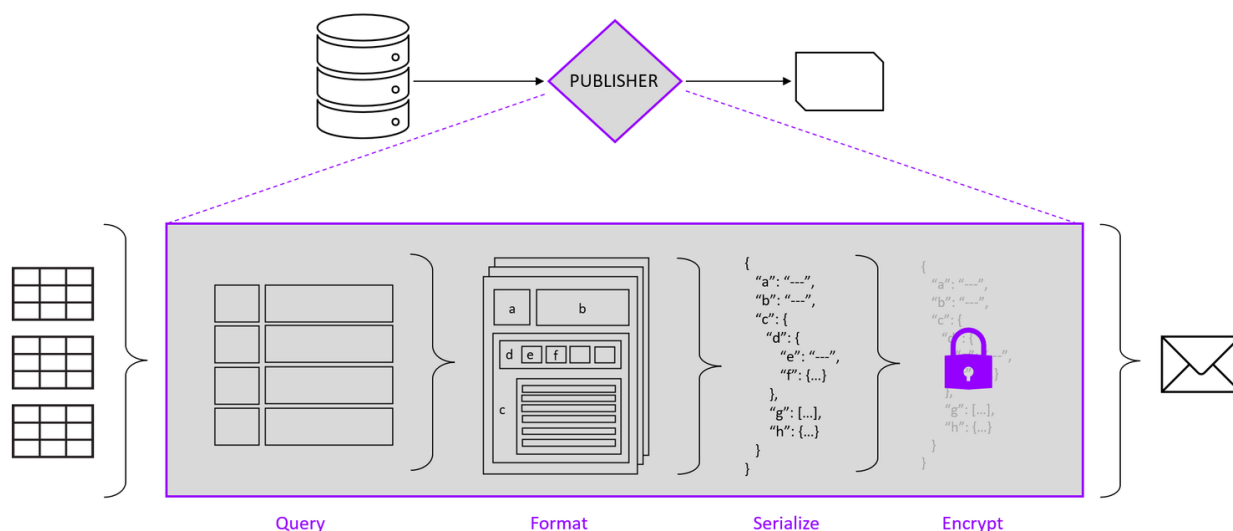 PUBLISHER
a
b
d
e
f
c
{
“a”: “---”,
“b”: “---”,
“c”: {
“d”: {
“e”: “---”,
“f”: {...}
},
“g”: [...],
“h”: {...}
}
}
{
“a”: “---”,
“b”: “---”,
“c”: {
},
“g”: [...],
“h”: {...}
}
}
Query
Format
Serialize
Encrypt